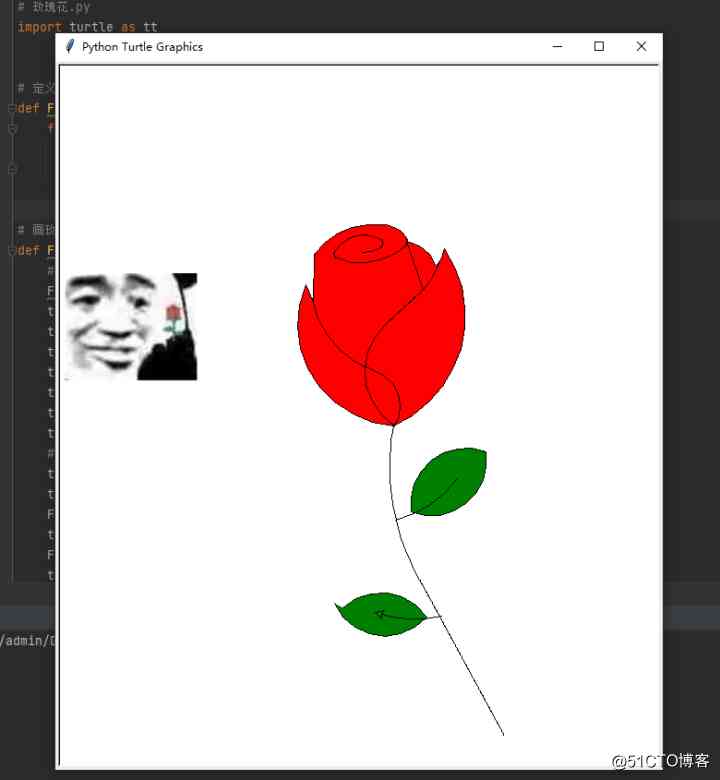 # 玫瑰花.py
import turtle as tt
Python Turtle Graphics
# 定义
def F
f
# 画玫
def F
#
F
t
t
t
t
t
t
t
#
t
t
F
t
F
t
/admin/D
@51CTO博客